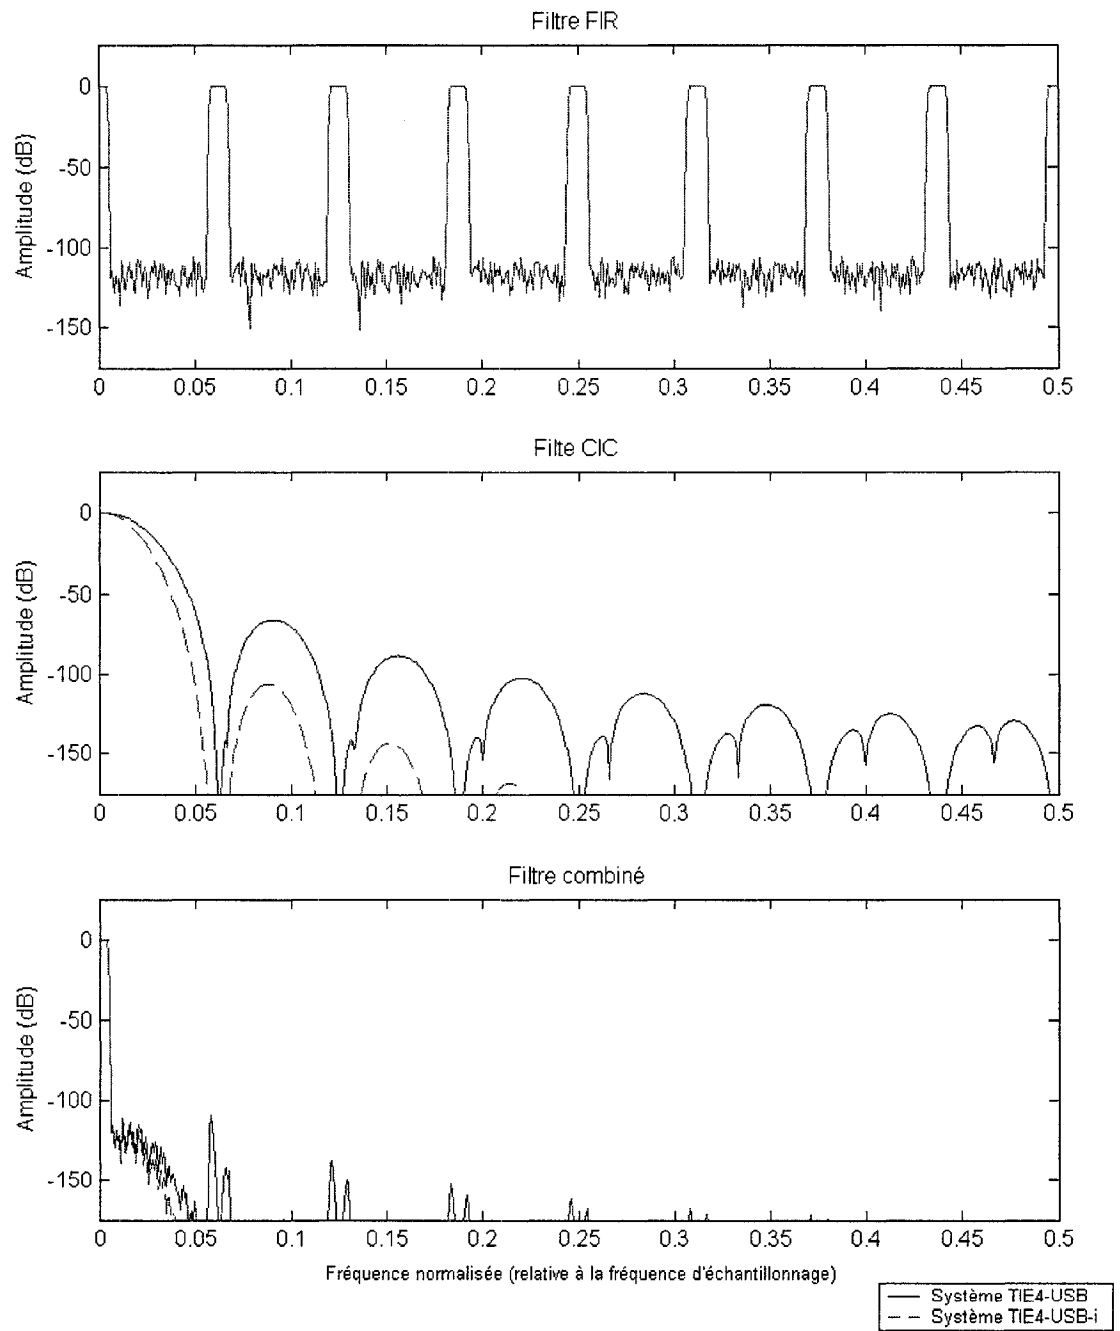 Filtre FIR
Amplitude (dB)
0
-50
-100
-150
0 0.05 0.1 0.15 0.2 0.25 0.3 0.35 0.4 0.45 0.5
Filte CIC
Amplitude (dB)
0
-50
-100
-150
0 0.05 0.1 0.15 0.2 0.25 0.3 0.35 0.4 0.45 0.5
Filtre combiné
Amplitude (dB)
0
-50
-100
-150
0 0.05 0.1 0.15 0.2 0.25 0.3 0.35 0.4 0.45 0.5
Fréquence normalisée (relative à la fréquence d'échantillonnage)
Système TIE4-USB
Système TIE4-USB-i